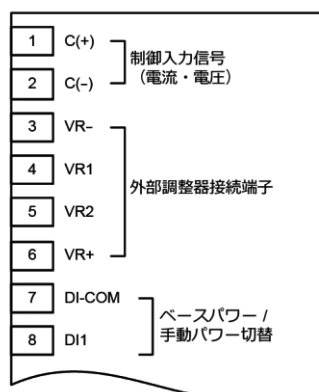 1 C(+)
2 C(-)
制御入力信号
（電流・電圧）
3 VR-
4 VR1
5 VR2
6 VR+
外部調整器接続端子
7 DI-COM
8 DI1
ベースパワー /
手動パワー切替